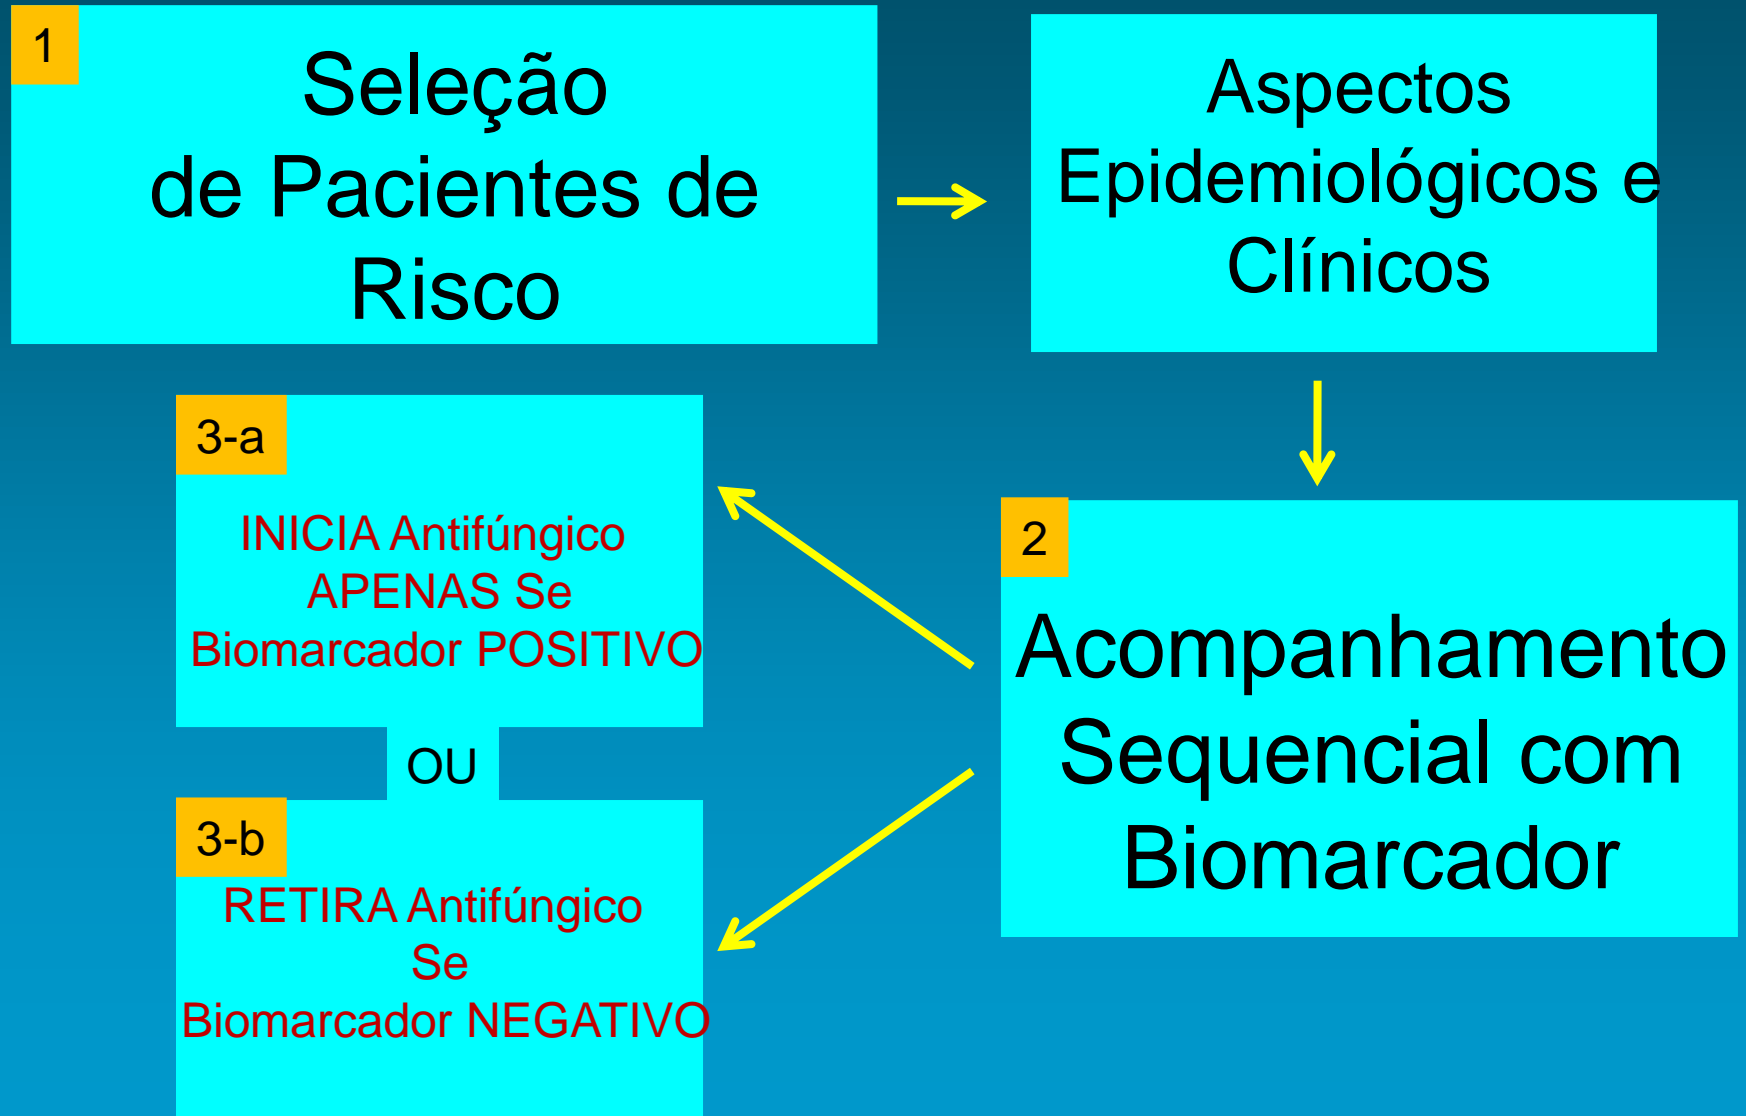 1
Seleção
de Pacientes de
Risco
Aspectos
Epidemiológicos e
Clínicos
2
Acompanhamento
Sequencial com
Biomarcador
3-a
INICIA Antifúngico
APENAS Se
Biomarcador POSITIVO
OU
3-b
RETIRA Antifúngico
Se
Biomarcador NEGATIVO